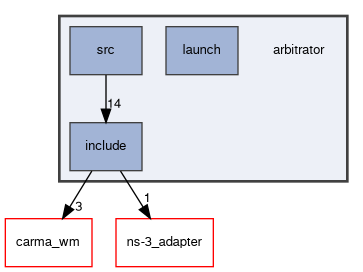 src
launch
arbitrator
14
include
3
1
carma_wm
ns-3_adapter